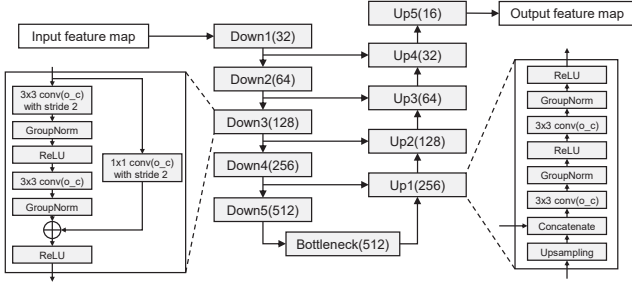 Input feature map
Down1(32)
Down2(64)
Down3(128)
Down4(256)
Down5(512)
Bottleneck(512)
Up5(16)
Up4(32)
Up3(64)
Up2(128)
Up1(256)
Output feature map
3x3 conv(o_c)
with stride 2
GroupNorm
ReLU
3x3 conv(o_c)
GroupNorm
ReLU
1x1 conv(o_c)
with stride 2
ReLU
GroupNorm
3x3 conv(o_c)
ReLU
GroupNorm
3x3 conv(o_c)
Concatenate
Upsampling